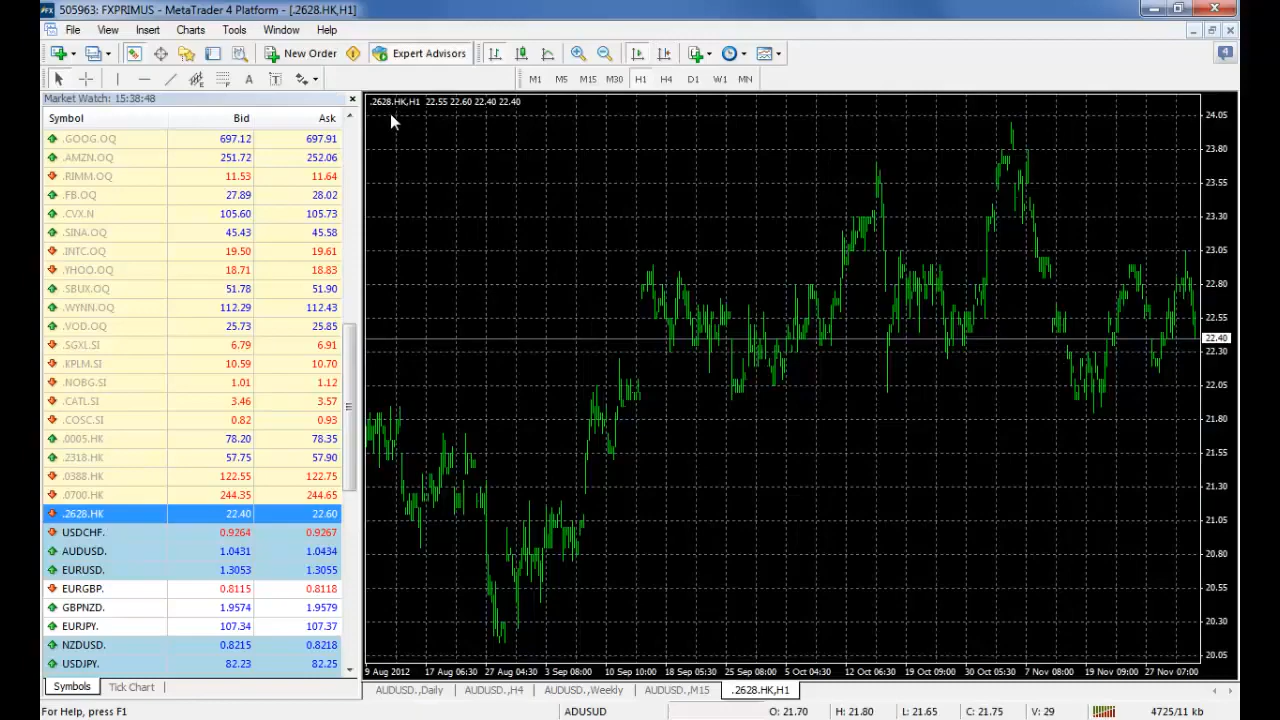 505963: FXPRIMUS - MetaTrader 4 Platform - [.2628.HK,H1]
File View Insert Charts Tools Window Help
New Order Expert Advisors 4
A T M1 M5 M15 M30 H1 H4 D1 W1 MN
Market Watch: 15:38:48
Symbol Bid Ask
.GOOG.OQ 697.12 697.91
.AMZN.OQ 251.72 252.06
.RIMM.OQ 11.53 11.64
.FB.OQ 27.89 28.02
.CVX.N 105.60 105.73
.SINA.OQ 45.43 45.58
.INTC.OQ 19.50 19.61
.YHOO.OQ 18.71 18.83
.SBUX.OQ 51.78 51.90
.WYNN.OQ 112.29 112.43
.VOD.OQ 25.73 25.85
.SGXL.SI 6.79 6.91
.KPLM.SI 10.59 10.70
.NOBG.SI 1.01 1.12
.CATL.SI 3.46 3.57
.COSC.SI 0.82 0.93
.0005.HK 78.20 78.35
.2318.HK 57.75 57.90
.0388.HK 122.55 122.75
.0700.HK 244.35 244.65
.2628.HK 22.40 22.60
USDCHF. 0.9264 0.9267
AUDUSD. 1.0431 1.0434
EURUSD. 1.3053 1.3055
EURGBP. 0.8115 0.8118
GBPNZD. 1.9574 1.9579
EURJPY. 107.34 107.37
NZDUSD. 0.8215 0.8218
USDJPY. 82.23 82.25
Symbols Tick Chart
.2628.HK,H1 22.55 22.60 22.40 22.40
24.05
23.80
23.55
23.30
23.05
22.80
22.55
22.40
22.30
22.05
21.80
21.55
21.30
21.05
20.80
20.55
20.30
20.05
9 Aug 2012 17 Aug 06:30 27 Aug 04:30 3 Sep 08:00 10 Sep 10:00 18 Sep 05:30 25 Sep 08:00 5 Oct 04:30 12 Oct 06:30 19 Oct 09:00 30 Oct 05:30 7 Nov 08:00 19 Nov 09:00 27 Nov 07:00
AUDUSD.,Daily AUDUSD.,H4 AUDUSD.,Weekly AUDUSD.,M15 .2628.HK,H1
For Help, press F1 ADUSUD O: 21.70 H: 21.80 L: 21.65 C: 21.75 V: 29 4725/11 kb